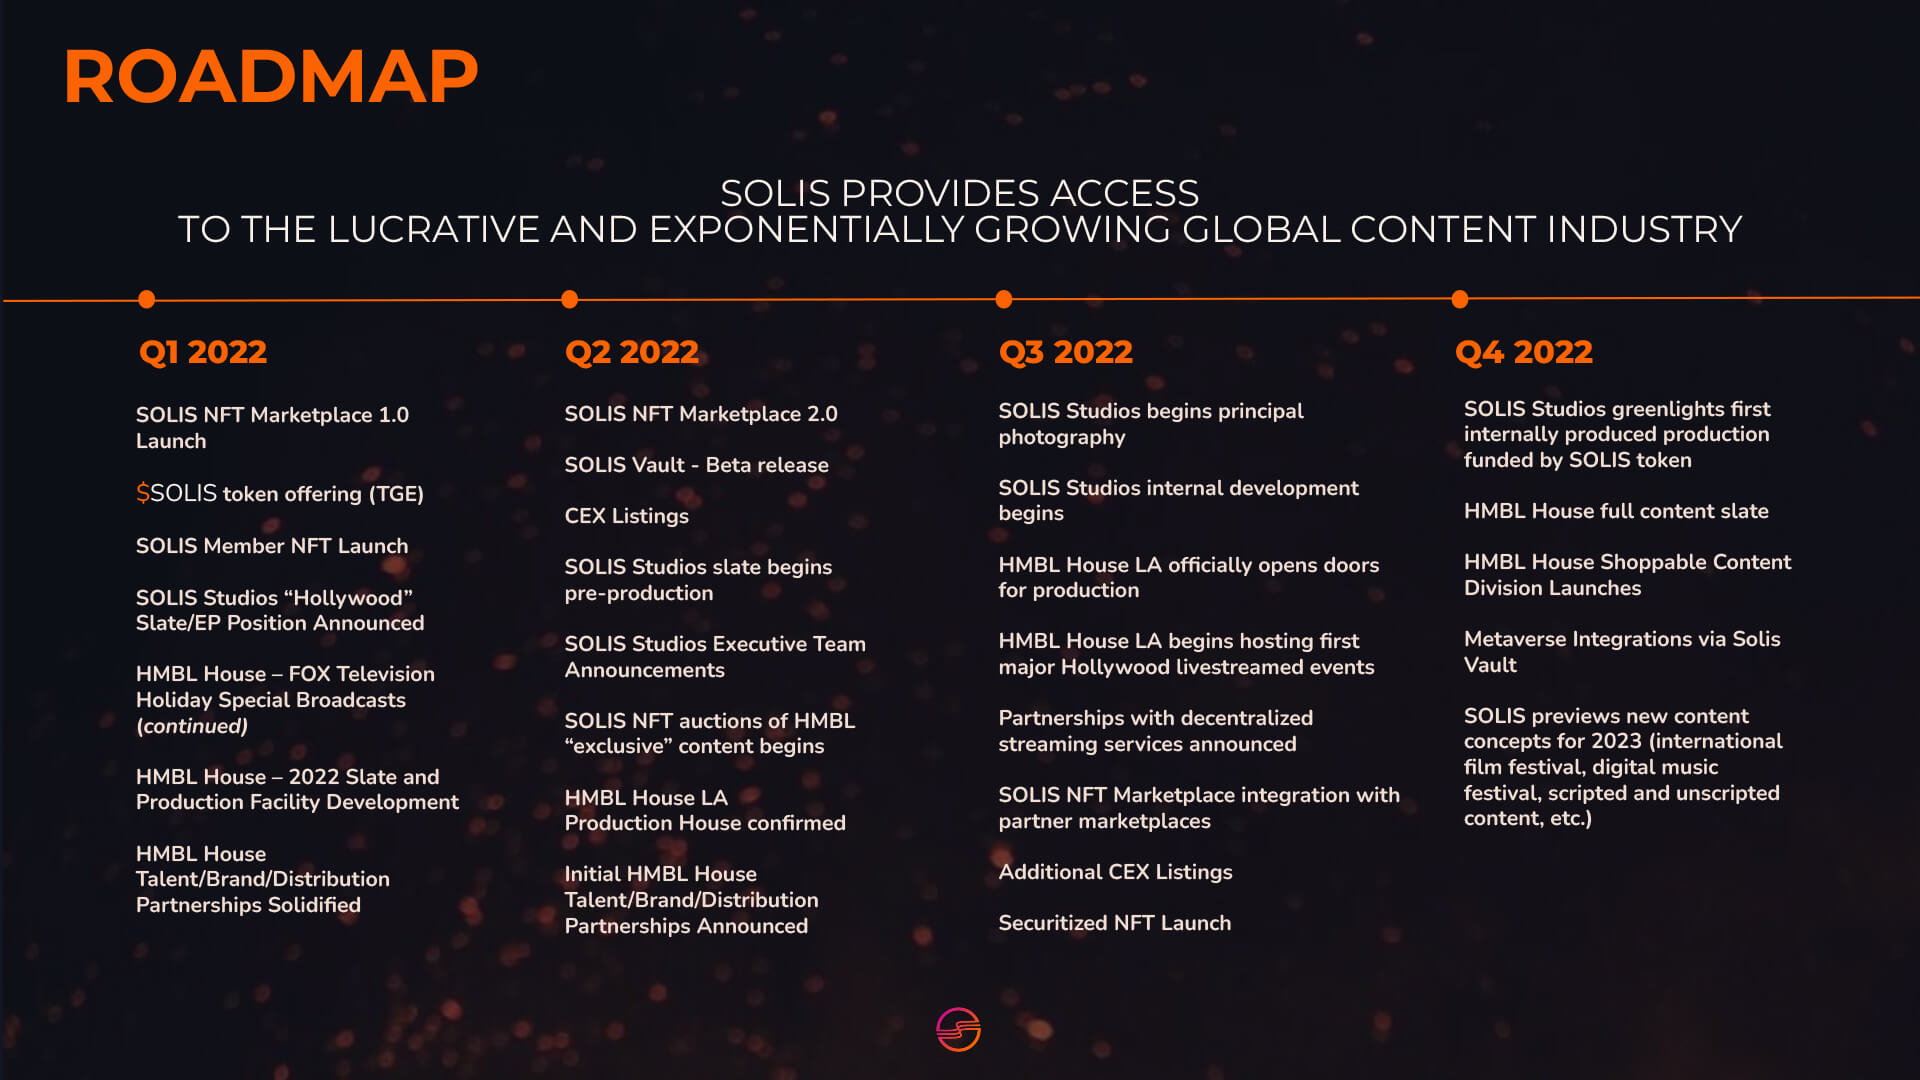 ROADMAP
SOLIS PROVIDES ACCESS
TO THE LUCRATIVE AND EXPONENTIALLY GROWING GLOBAL CONTENT INDUSTRY
Q1 2022
SOLIS NFT Marketplace 1.0
Launch
$SOLIS token offering (TGE)
SOLIS Member NFT Launch
SOLIS Studios “Hollywood”
Slate/EP Position Announced
HMBL House – FOX Television
Holiday Special Broadcasts
(continued)
HMBL House – 2022 Slate and
Production Facility Development
HMBL House
Talent/Brand/Distribution
Partnerships Solidified
Q2 2022
SOLIS NFT Marketplace 2.0
SOLIS Vault - Beta release
CEX Listings
SOLIS Studios slate begins
pre-production
SOLIS Studios Executive Team
Announcements
SOLIS NFT auctions of HMBL
“exclusive” content begins
HMBL House LA
Production House confirmed
Initial HMBL House
Talent/Brand/Distribution
Partnerships Announced
Q3 2022
SOLIS Studios begins principal
photography
SOLIS Studios internal development
begins
HMBL House LA officially opens doors
for production
HMBL House LA begins hosting first
major Hollywood livestreamed events
Partnerships with decentralized
streaming services announced
SOLIS NFT Marketplace integration with
partner marketplaces
Additional CEX Listings
Securitized NFT Launch
Q4 2022
SOLIS Studios greenlights first
internally produced production
funded by SOLIS token
HMBL House full content slate
HMBL House Shoppable Content
Division Launches
Metaverse Integrations via Solis
Vault
SOLIS previews new content
concepts for 2023 (international
film festival, digital music
festival, scripted and unscripted
content, etc.)